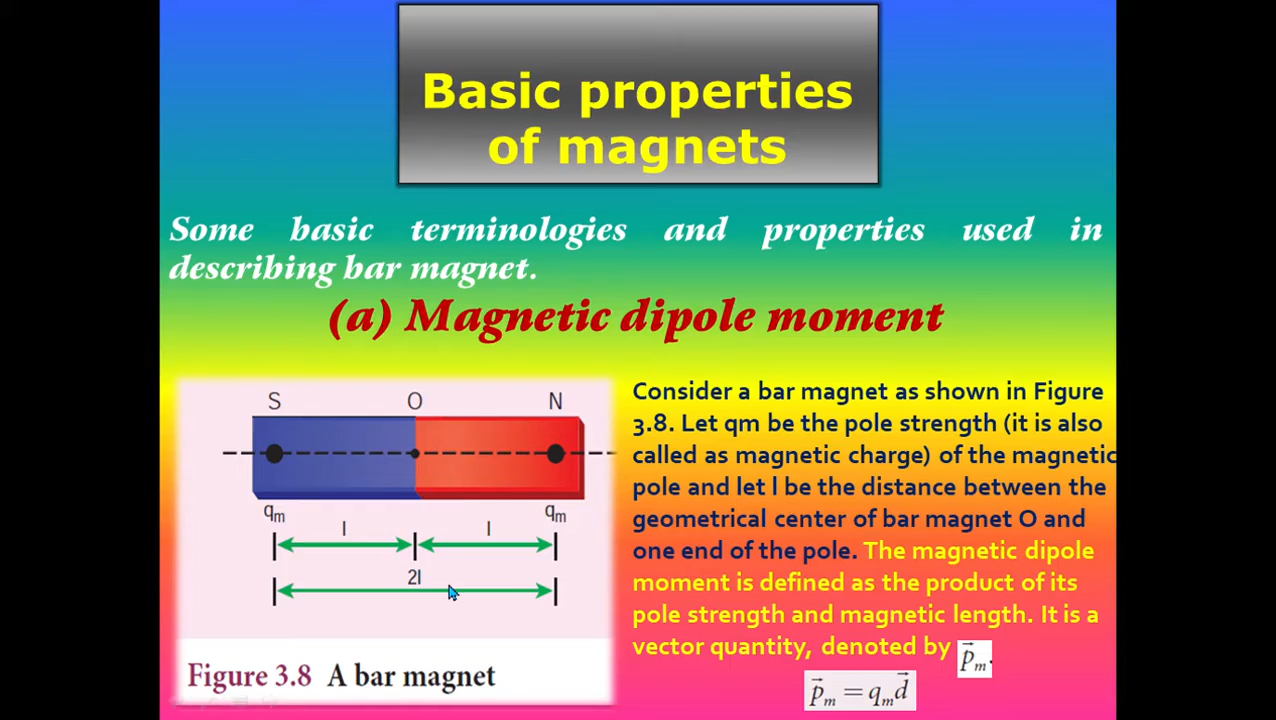 Basic properties
of magnets
Some basic terminologies and properties used in
describing bar magnet.
(a) Magnetic dipole moment
S O N
qm qm
l l
2l
Figure 3.8 A bar magnet
Consider a bar magnet as shown in Figure
3.8. Let qm be the pole strength (it is also
called as magnetic charge) of the magnetic
pole and let l be the distance between the
geometrical center of bar magnet O and
one end of the pole. The magnetic dipole
moment is defined as the product of its
pole strength and magnetic length. It is a
vector quantity, denoted by p⃗m.
p⃗m = qm d⃗